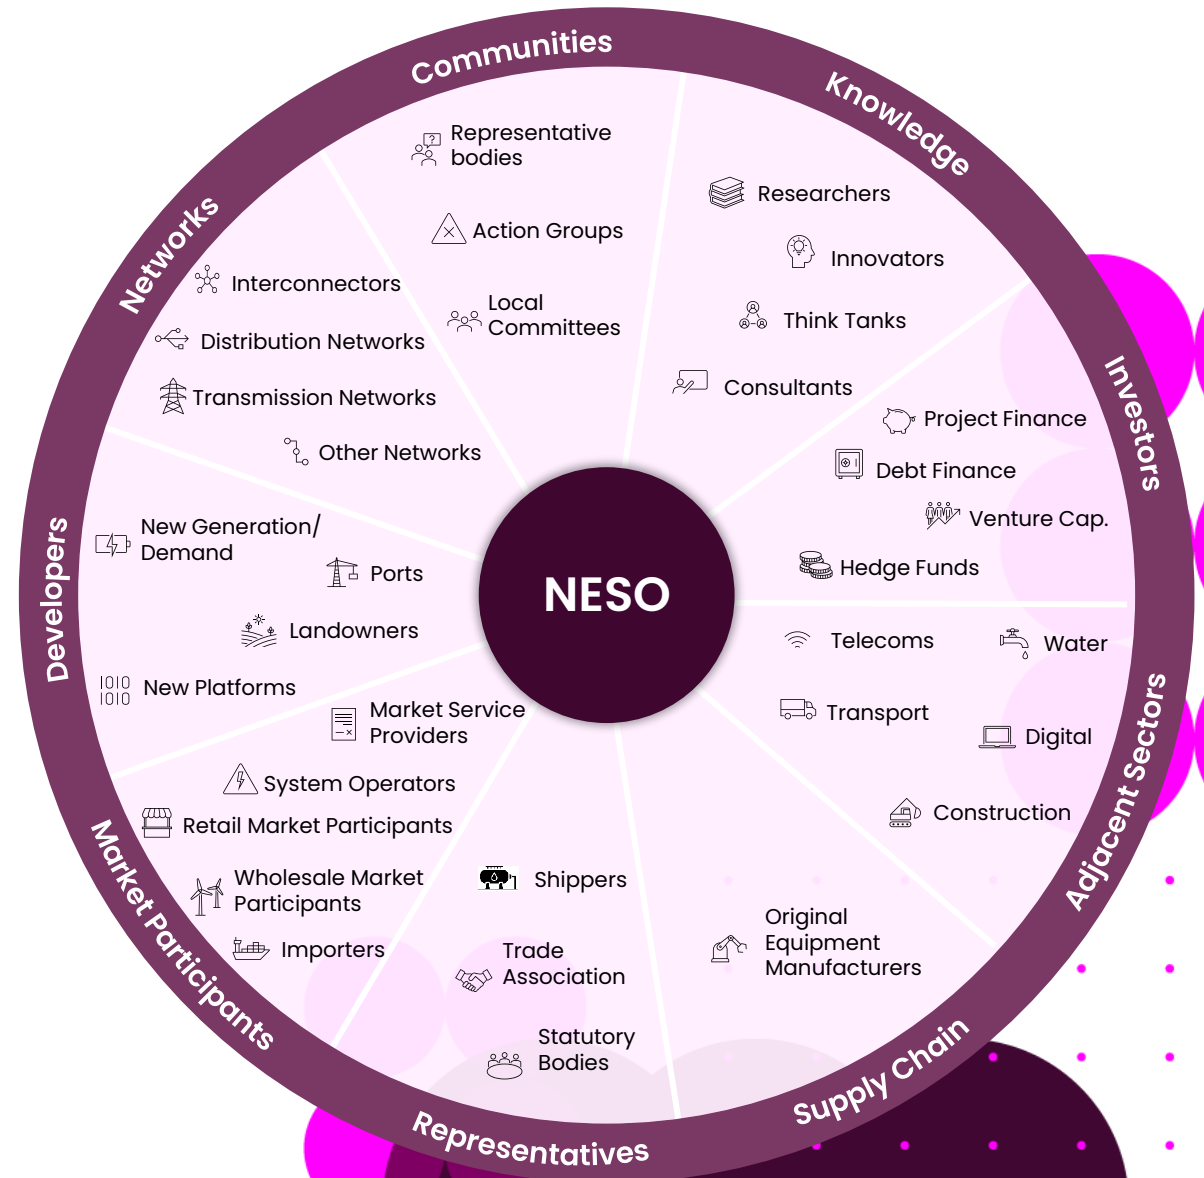 Communities
Representative
bodies
Action Groups
Local
Committees
Knowledge
Researchers
Innovators
Think Tanks
Consultants
Investors
Project Finance
Debt Finance
Venture Cap.
Hedge Funds
Adjacent Sectors
Telecoms
Water
Transport
Digital
Construction
Supply Chain
Original
Equipment
Manufacturers
Representatives
Shippers
Trade
Association
Statutory
Bodies
Market Participants
Market Service
Providers
System Operators
Retail Market Participants
Wholesale Market
Participants
Importers
Developers
New Generation/
Demand
Ports
Landowners
1010
1010
New Platforms
Networks
Interconnectors
Distribution Networks
Transmission Networks
Other Networks
NESO